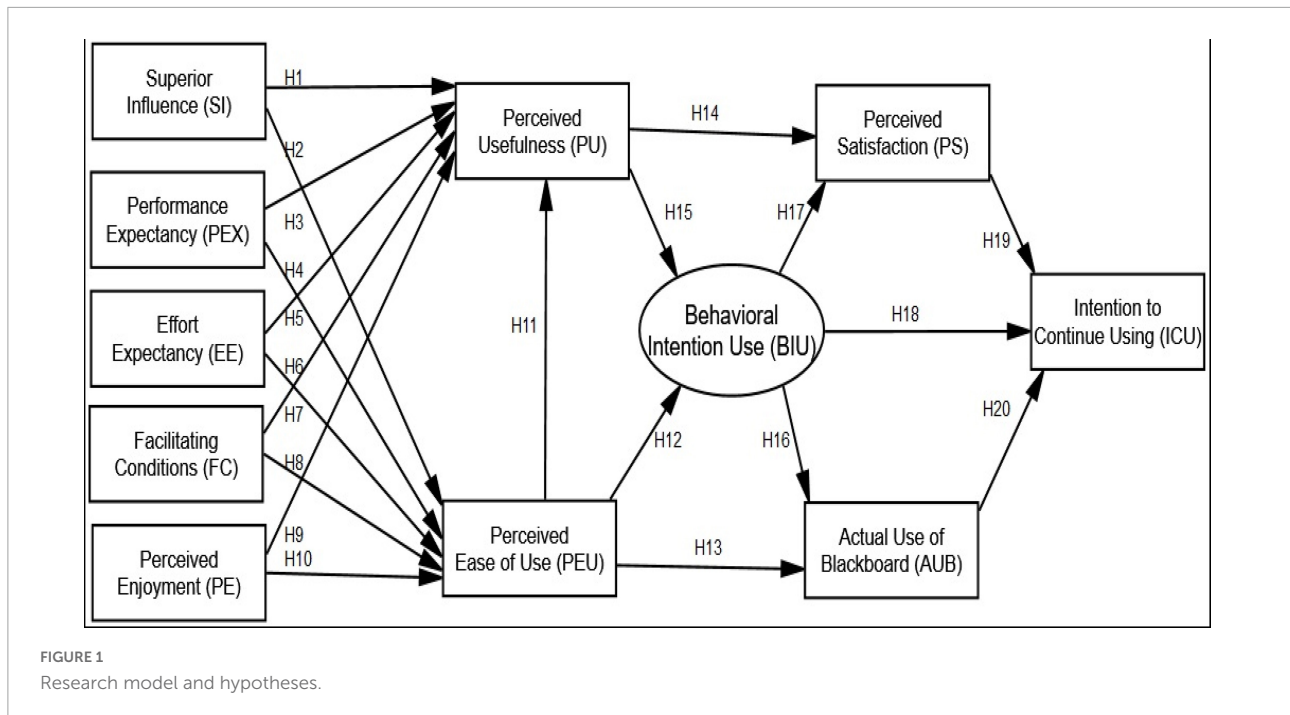 Superior
Influence (SI)
Performance
Expectancy (PEX)
Effort
Expectancy (EE)
Facilitating
Conditions (FC)
Perceived
Enjoyment (PE)
H1
H2
H3
H4
H5
H6
H7
H8
H9
H10
Perceived
Usefulness (PU)
H11
Perceived
Ease of Use (PEU)
H14
H15
H12
H13
Behavioral
Intention Use (BIU)
H17
H18
H16
Perceived
Satisfaction (PS)
Actual Use of
Blackboard (AUB)
H19
H20
Intention to
Continue Using (ICU)
FIGURE 1
Research model and hypotheses.